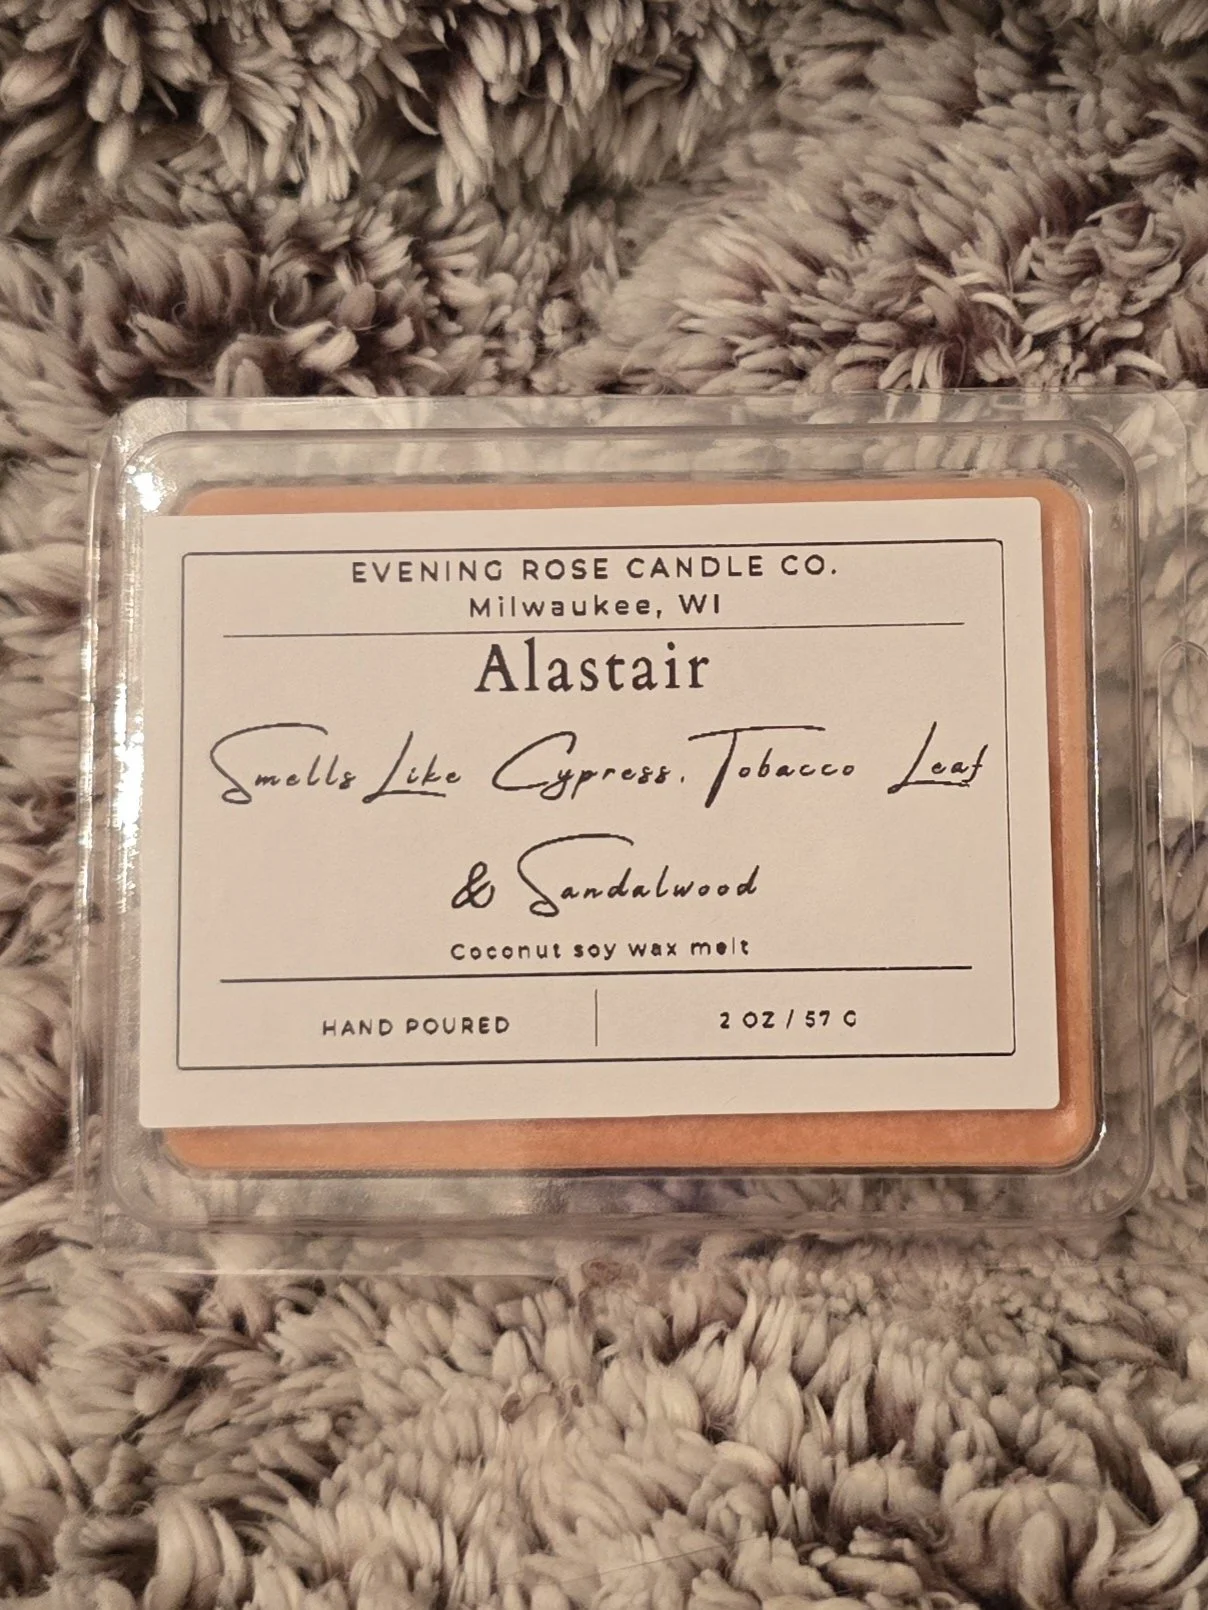 EVENING ROSE CANDLE CO.
Milwaukee, WI
Alastair
Smells Like Cypress, Tobacco Leaf
& Sandalwood
Coconut soy wax melt
HAND POURED
2 OZ / 57 G